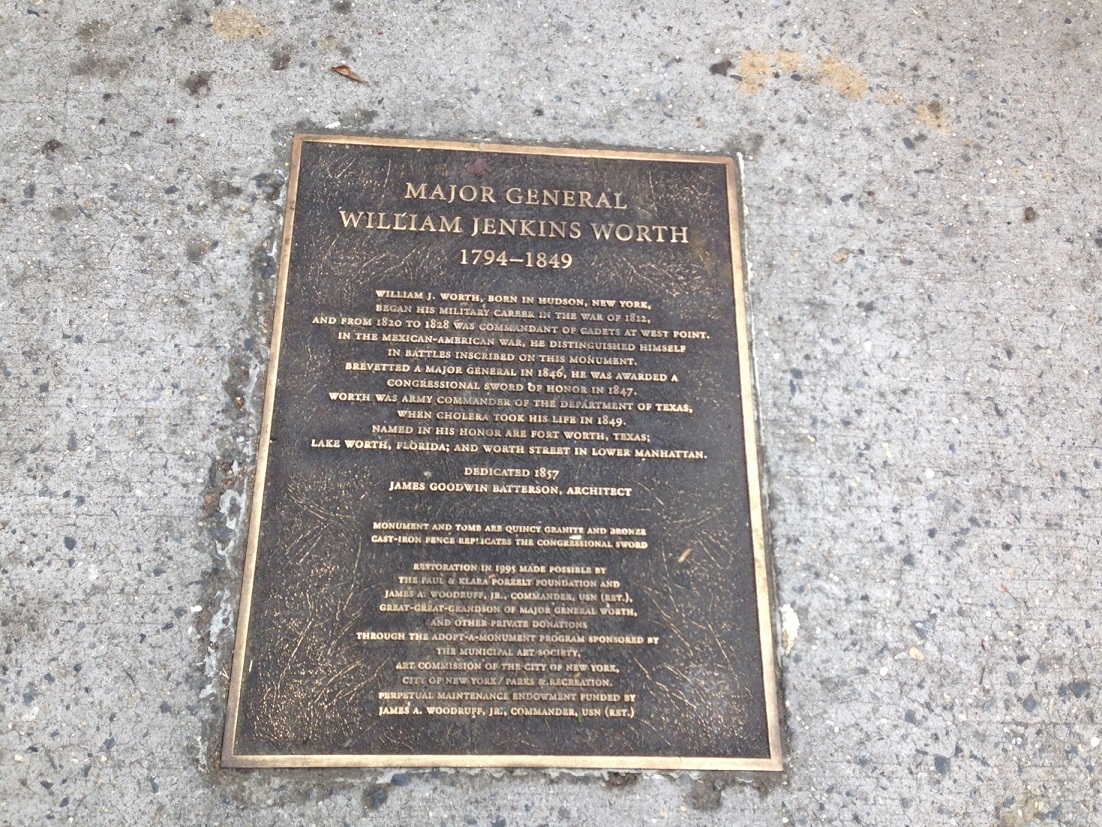 MAJOR GENERAL
WILLIAM JENKINS WORTH
1794–1849
WILLIAM J. WORTH, BORN IN HUDSON, NEW YORK,
BEGAN HIS MILITARY CAREER IN THE WAR OF 1812,
AND FROM 1820 TO 1828 WAS COMMANDANT OF CADETS AT WEST POINT.
IN THE MEXICAN-AMERICAN WAR, HE DISTINGUISHED HIMSELF
IN BATTLES INSCRIBED ON THIS MONUMENT.
BREVETTED A MAJOR GENERAL IN 1846, HE WAS AWARDED A
CONGRESSIONAL SWORD OF HONOR IN 1847.
WORTH WAS ARMY COMMANDER OF THE DEPARTMENT OF TEXAS,
WHEN CHOLERA TOOK HIS LIFE IN 1849.
NAMED IN HIS HONOR ARE FORT WORTH, TEXAS;
LAKE WORTH, FLORIDA; AND WORTH STREET IN LOWER MANHATTAN.
DEDICATED 1857
JAMES GOODWIN BATTERSON, ARCHITECT
MONUMENT AND TOMB ARE QUINCY GRANITE AND BRONZE
CAST-IRON FENCE REPLICATES THE CONGRESSIONAL SWORD
RESTORATION IN 1995 MADE POSSIBLE BY
THE PAUL & KLARA PORZELT FOUNDATION AND
JAMES A. WOODRUFF, JR., COMMANDER, USN (RET.),
GREAT-GREAT-GRANDSON OF MAJOR GENERAL WORTH,
AND OTHER PRIVATE DONATIONS
THROUGH THE ADOPT-A-MONUMENT PROGRAM SPONSORED BY
THE MUNICIPAL ART SOCIETY,
ART COMMISSION OF THE CITY OF NEW YORK,
CITY OF NEW YORK/PARKS & RECREATION.
PERPETUAL MAINTENANCE ENDOWMENT FUNDED BY
JAMES A. WOODRUFF, JR., COMMANDER, USN (RET.)